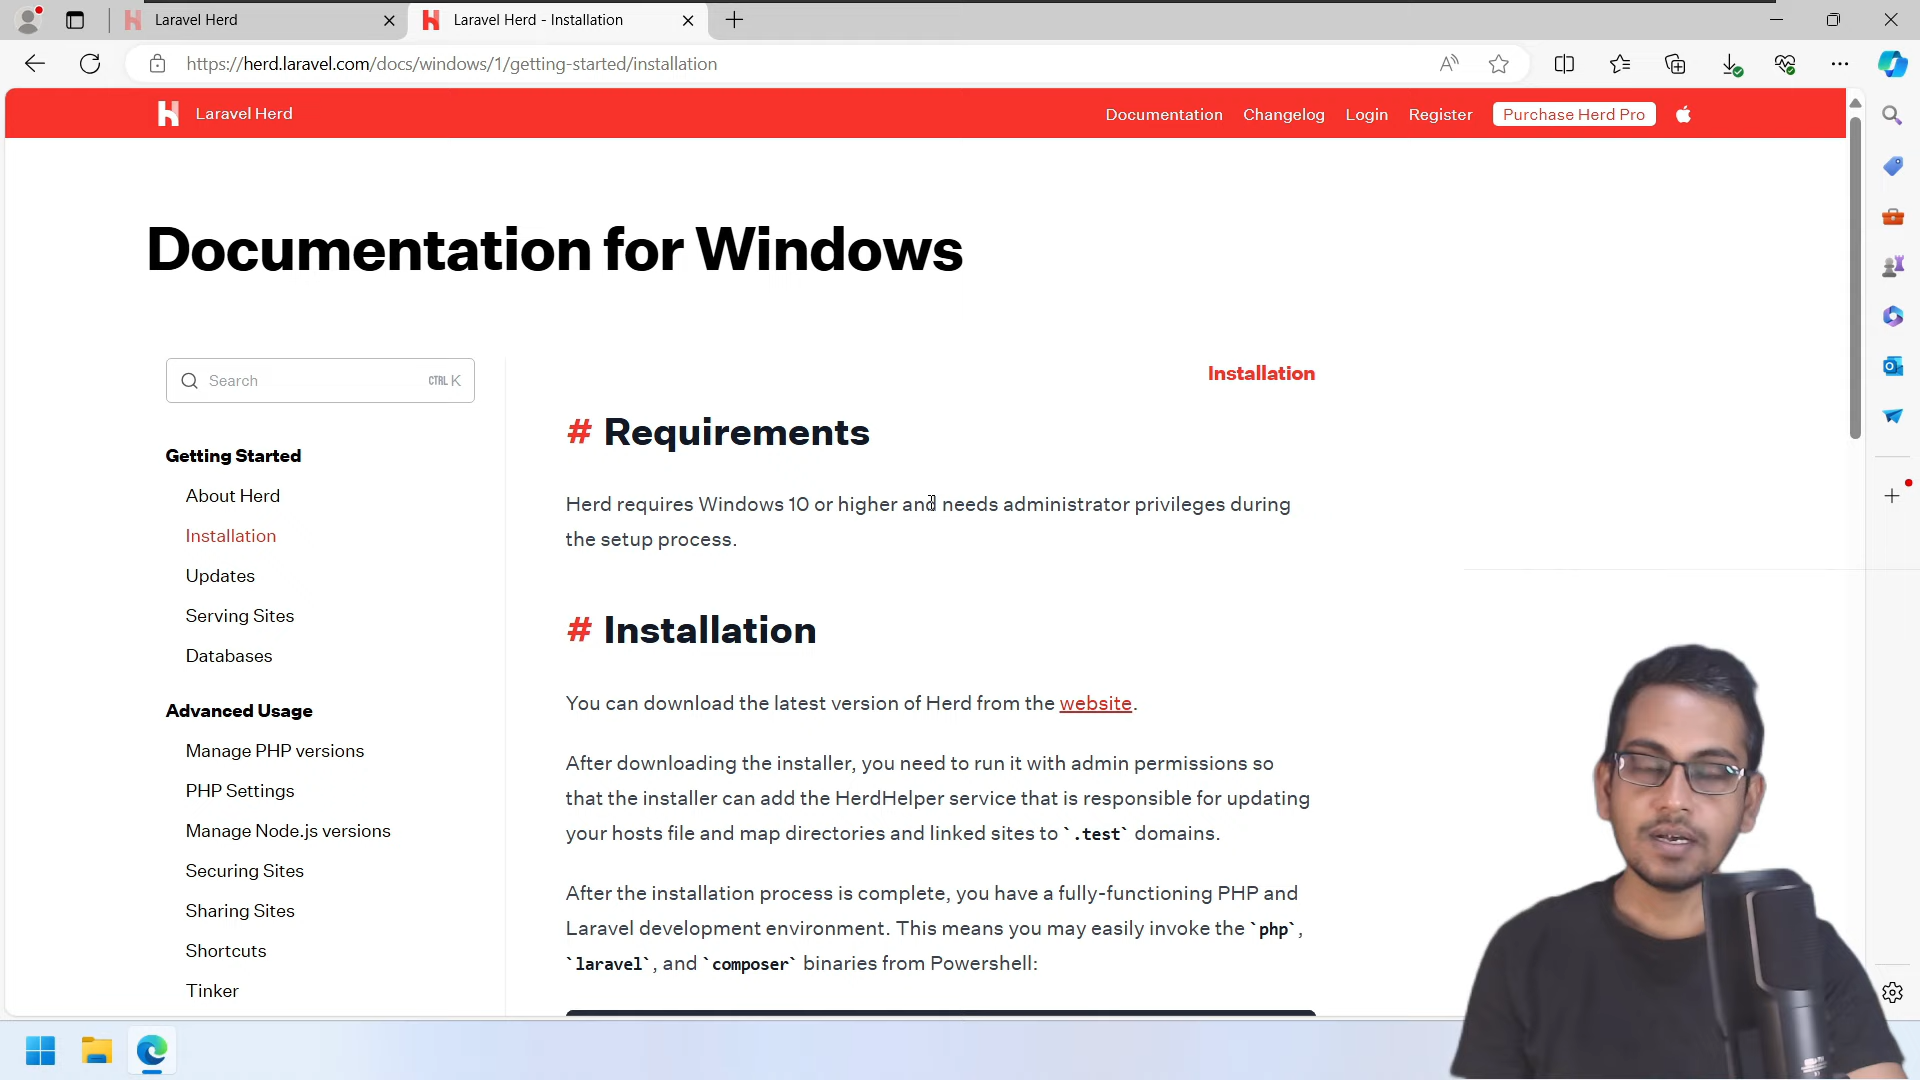 Laravel Herd
Laravel Herd - Installation
https://herd.laravel.com/docs/windows/1/getting-started/installation
Laravel Herd
Documentation
Changelog
Login
Register
Purchase Herd Pro
Documentation for Windows
Search
CTRL K
Getting Started
About Herd
Installation
Updates
Serving Sites
Databases
Advanced Usage
Manage PHP versions
PHP Settings
Manage Node.js versions
Securing Sites
Sharing Sites
Shortcuts
Tinker
Installation
# Requirements
Herd requires Windows 10 or higher and needs administrator privileges during
the setup process.
# Installation
You can download the latest version of Herd from the website.
After downloading the installer, you need to run it with admin permissions so
that the installer can add the HerdHelper service that is responsible for updating
your hosts file and map directories and linked sites to `.test` domains.
After the installation process is complete, you have a fully-functioning PHP and
Laravel development environment. This means you may easily invoke the `php`,
`laravel`, and `composer` binaries from Powershell: